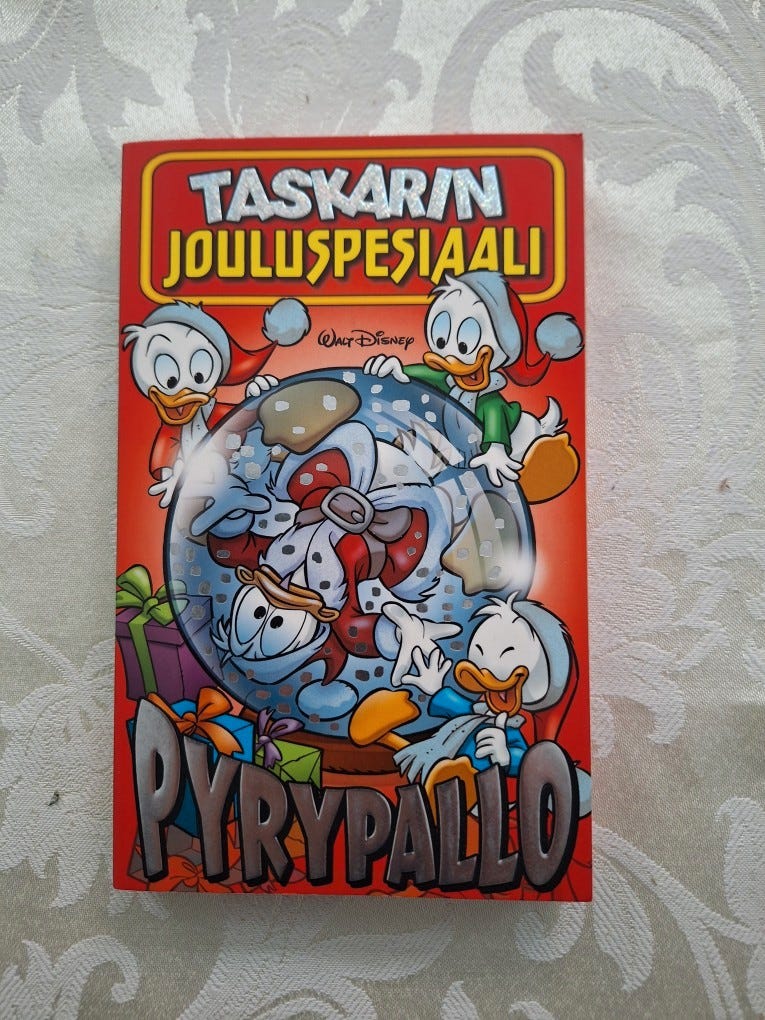 TASKARIN
JOULUSPESIAALI
WALT DISNEY
PYRYPALLO